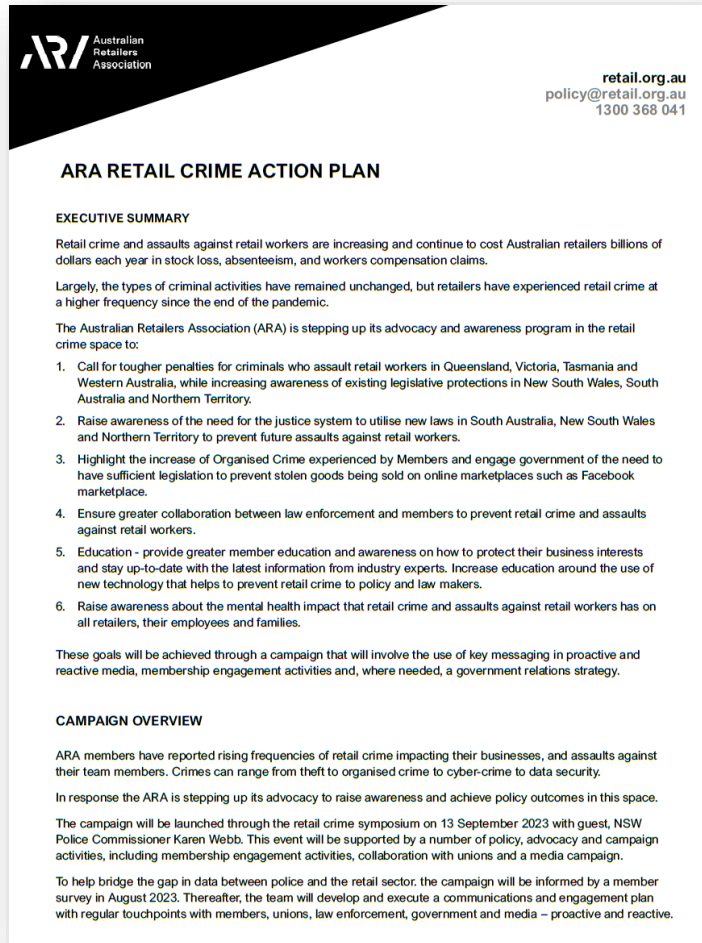 ARA
Australian
Retailers
Association
retail.org.au
policy@retail.org.au
1300 368 041
ARA RETAIL CRIME ACTION PLAN
EXECUTIVE SUMMARY
Retail crime and assaults against retail workers are increasing and continue to cost Australian retailers billions of
dollars each year in stock loss, absenteeism, and workers compensation claims.
Largely, the types of criminal activities have remained unchanged, but retailers have experienced retail crime at
a higher frequency since the end of the pandemic.
The Australian Retailers Association (ARA) is stepping up its advocacy and awareness program in the retail
crime space to:
1. Call for tougher penalties for criminals who assault retail workers in Queensland, Victoria, Tasmania and
Western Australia, while increasing awareness of existing legislative protections in New South Wales, South
Australia and Northern Territory.
2. Raise awareness of the need for the justice system to utilise new laws in South Australia, New South Wales
and Northern Territory to prevent future assaults against retail workers.
3. Highlight the increase of Organised Crime experienced by Members and engage government of the need to
have sufficient legislation to prevent stolen goods being sold on online marketplaces such as Facebook
marketplace.
4. Ensure greater collaboration between law enforcement and members to prevent retail crime and assaults
against retail workers.
5. Education - provide greater member education and awareness on how to protect their business interests
and stay up-to-date with the latest information from industry experts. Increase education around the use of
new technology that helps to prevent retail crime to policy and law makers.
6. Raise awareness about the mental health impact that retail crime and assaults against retail workers has on
all retailers, their employees and families.
These goals will be achieved through a campaign that will involve the use of key messaging in proactive and
reactive media, membership engagement activities and, where needed, a government relations strategy.
CAMPAIGN OVERVIEW
ARA members have reported rising frequencies of retail crime impacting their businesses, and assaults against
their team members. Crimes can range from theft to organised crime to cyber-crime to data security.
In response the ARA is stepping up its advocacy to raise awareness and achieve policy outcomes in this space.
The campaign will be launched through the retail crime symposium on 13 September 2023 with guest, NSW
Police Commissioner Karen Webb. This event will be supported by a number of policy, advocacy and campaign
activities, including membership engagement activities, collaboration with unions and a media campaign.
To help bridge the gap in data between police and the retail sector. the campaign will be informed by a member
survey in August 2023. Thereafter, the team will develop and execute a communications and engagement plan
with regular touchpoints with members, unions, law enforcement, government and media – proactive and reactive.